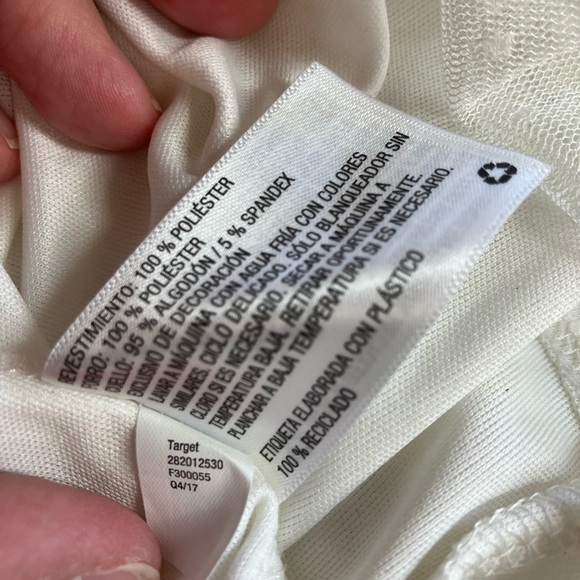 REVESTIMIENTO: 100 % POLIÉSTER
FORRO: 100 % POLIÉSTER
CUELLO: 95 % ALGODÓN / 5 % SPANDEX
EXCLUSIVO DE DECORACIÓN
LAVAR A MÁQUINA CON AGUA FRÍA CON COLORES
SIMILARES. CICLO DELICADO. SÓLO BLANQUEADOR SIN
CLORO SI ES NECESARIO. SECAR A MÁQUINA A
TEMPERATURA BAJA. RETIRAR OPORTUNAMENTE.
PLANCHAR A BAJA TEMPERATURA SI ES NECESARIO.
ETIQUETA ELABORADA CON PLÁSTICO
100 % RECICLADO
Target
282012530
F300055
Q4/17